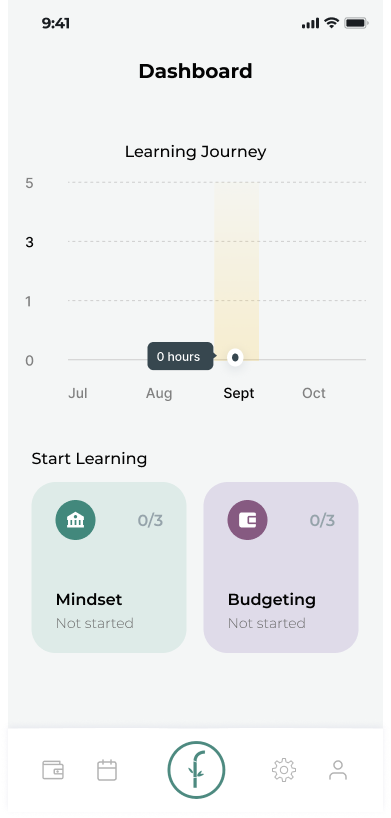 9:41
Dashboard
Learning Journey
5
3
1
0
0 hours
Jul Aug Sept Oct
Start Learning
0/3 0/3
Mindset Budgeting
Not started Not started